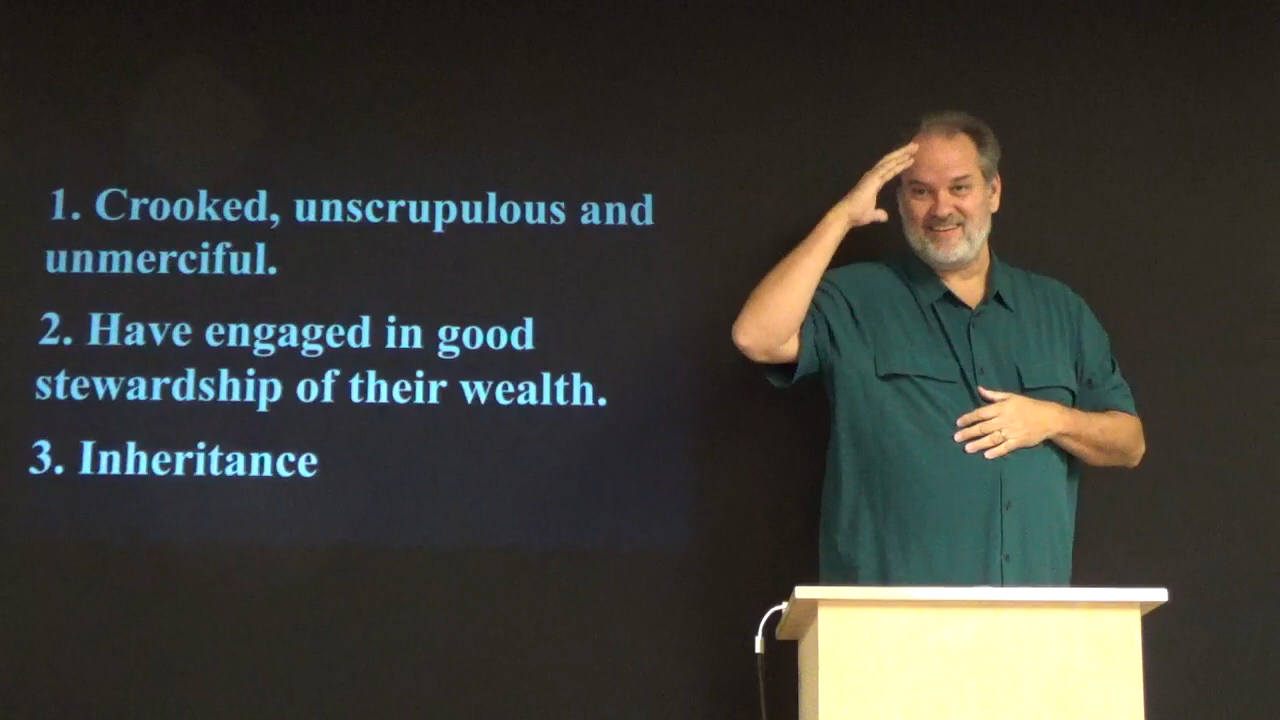 1. Crooked, unscrupulous and
unmerciful.
2. Have engaged in good
stewardship of their wealth.
3. Inheritance